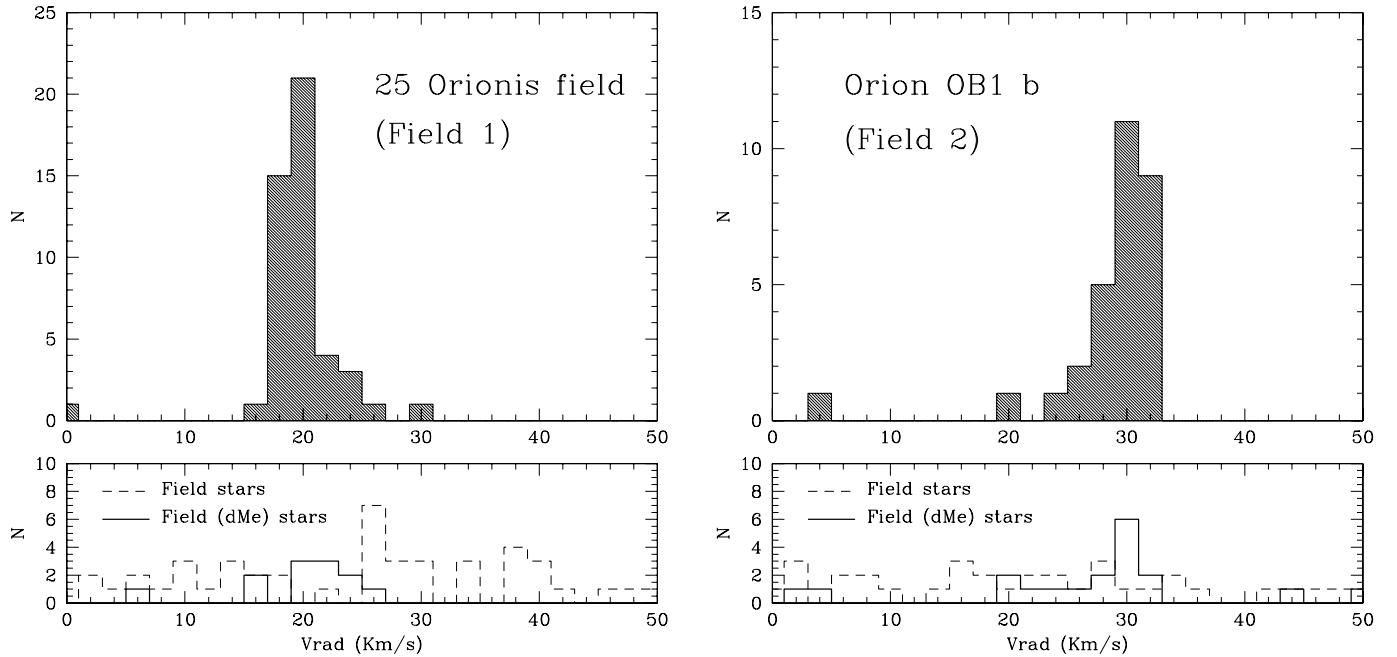 25
20
15
10
5
0
N
25 Orionis field
(Field 1)
0 10 20 30 40 50
15
10
5
0
N
Orion OB1 b
(Field 2)
0 10 20 30 40 50
10
8
6
4
2
0
N
Field stars
Field (dMe) stars
0 10 20 30 40 50
Vrad (Km/s)
10
8
6
4
2
0
N
Field stars
Field (dMe) stars
0 10 20 30 40 50
Vrad (Km/s)